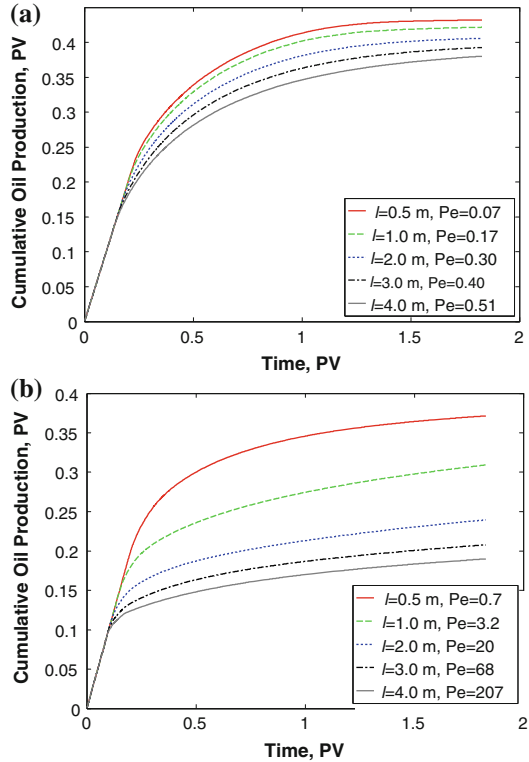 (a)
Cumulative Oil Production, PV
0.4
0.35
0.3
0.25
0.2
0.15
0.1
0.05
0
l=0.5 m, Pe=0.07
l=1.0 m, Pe=0.17
l=2.0 m, Pe=0.30
l=3.0 m, Pe=0.40
l=4.0 m, Pe=0.51
0 0.5 1 1.5 2
Time, PV
(b)
Cumulative Oil Production, PV
0.4
0.35
0.3
0.25
0.2
0.15
0.1
0.05
0
l=0.5 m, Pe=0.7
l=1.0 m, Pe=3.2
l=2.0 m, Pe=20
l=3.0 m, Pe=68
l=4.0 m, Pe=207
0 0.5 1 1.5 2
Time, PV